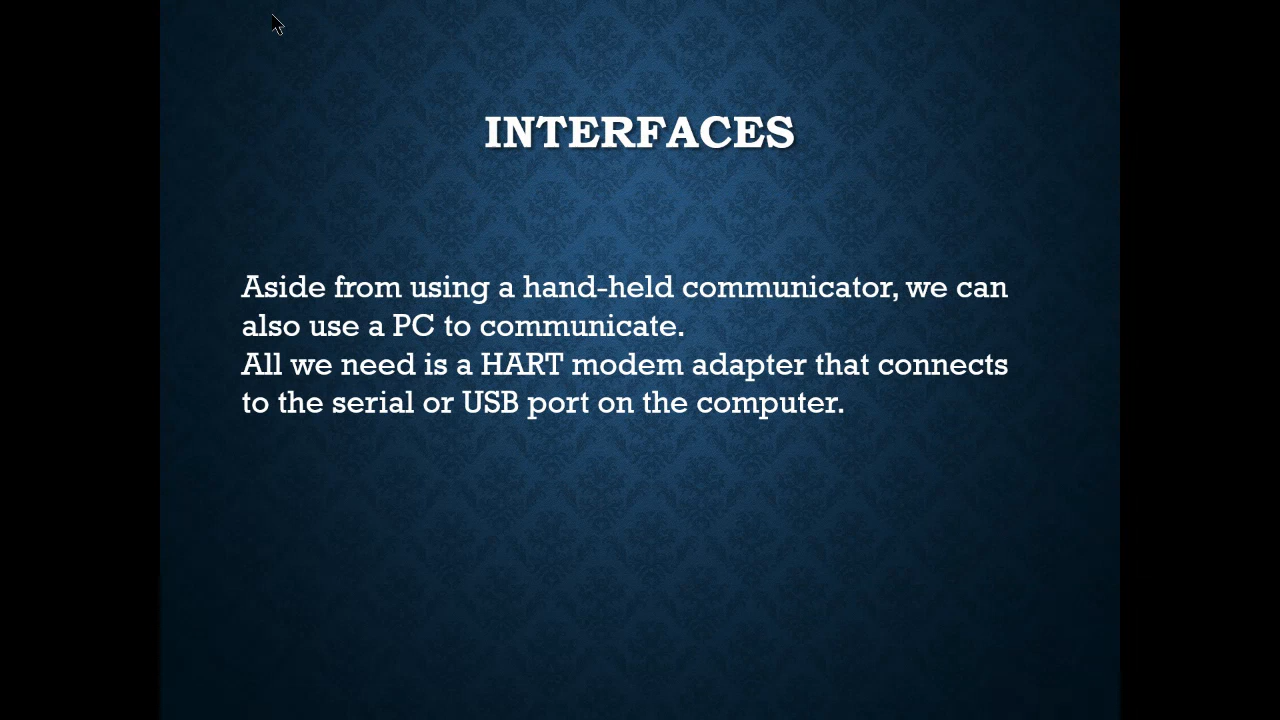 INTERFACES
Aside from using a hand-held communicator, we can
also use a PC to communicate.
All we need is a HART modem adapter that connects
to the serial or USB port on the computer.